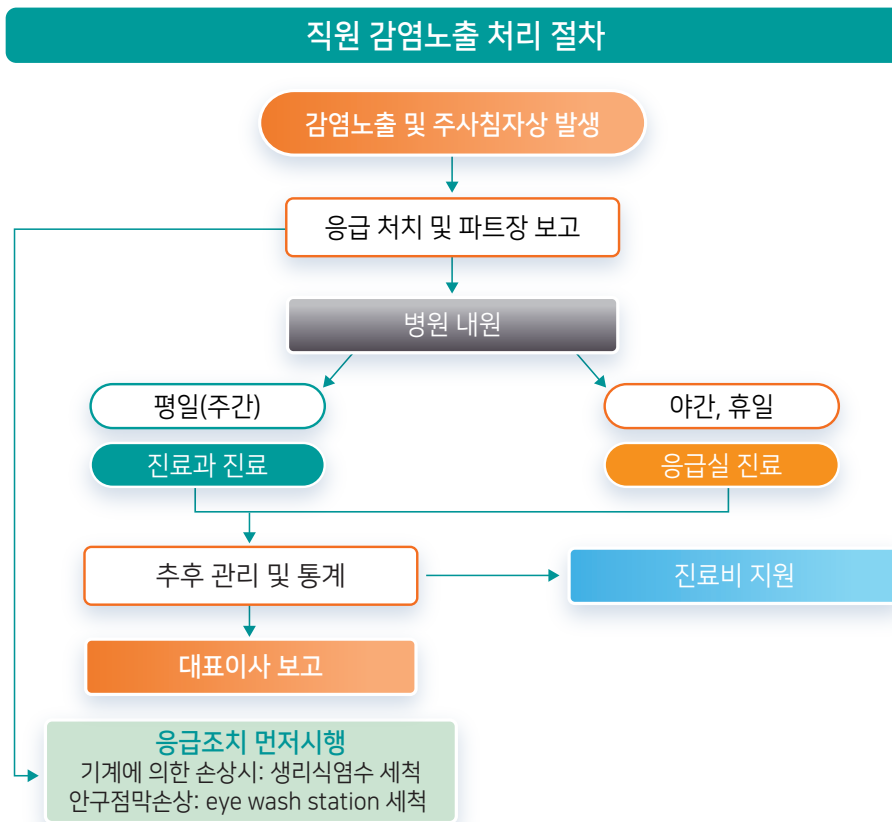 직원 감염노출 처리 절차
감염노출 및 주사침자상 발생
응급 처치 및 파트장 보고
병원 내원
평일(주간)
야간, 휴일
진료과 진료
응급실 진료
추후 관리 및 통계
진료비 지원
대표이사 보고
응급조치 먼저시행
기계에 의한 손상시: 생리식염수 세척
안구점막손상: eye wash station 세척